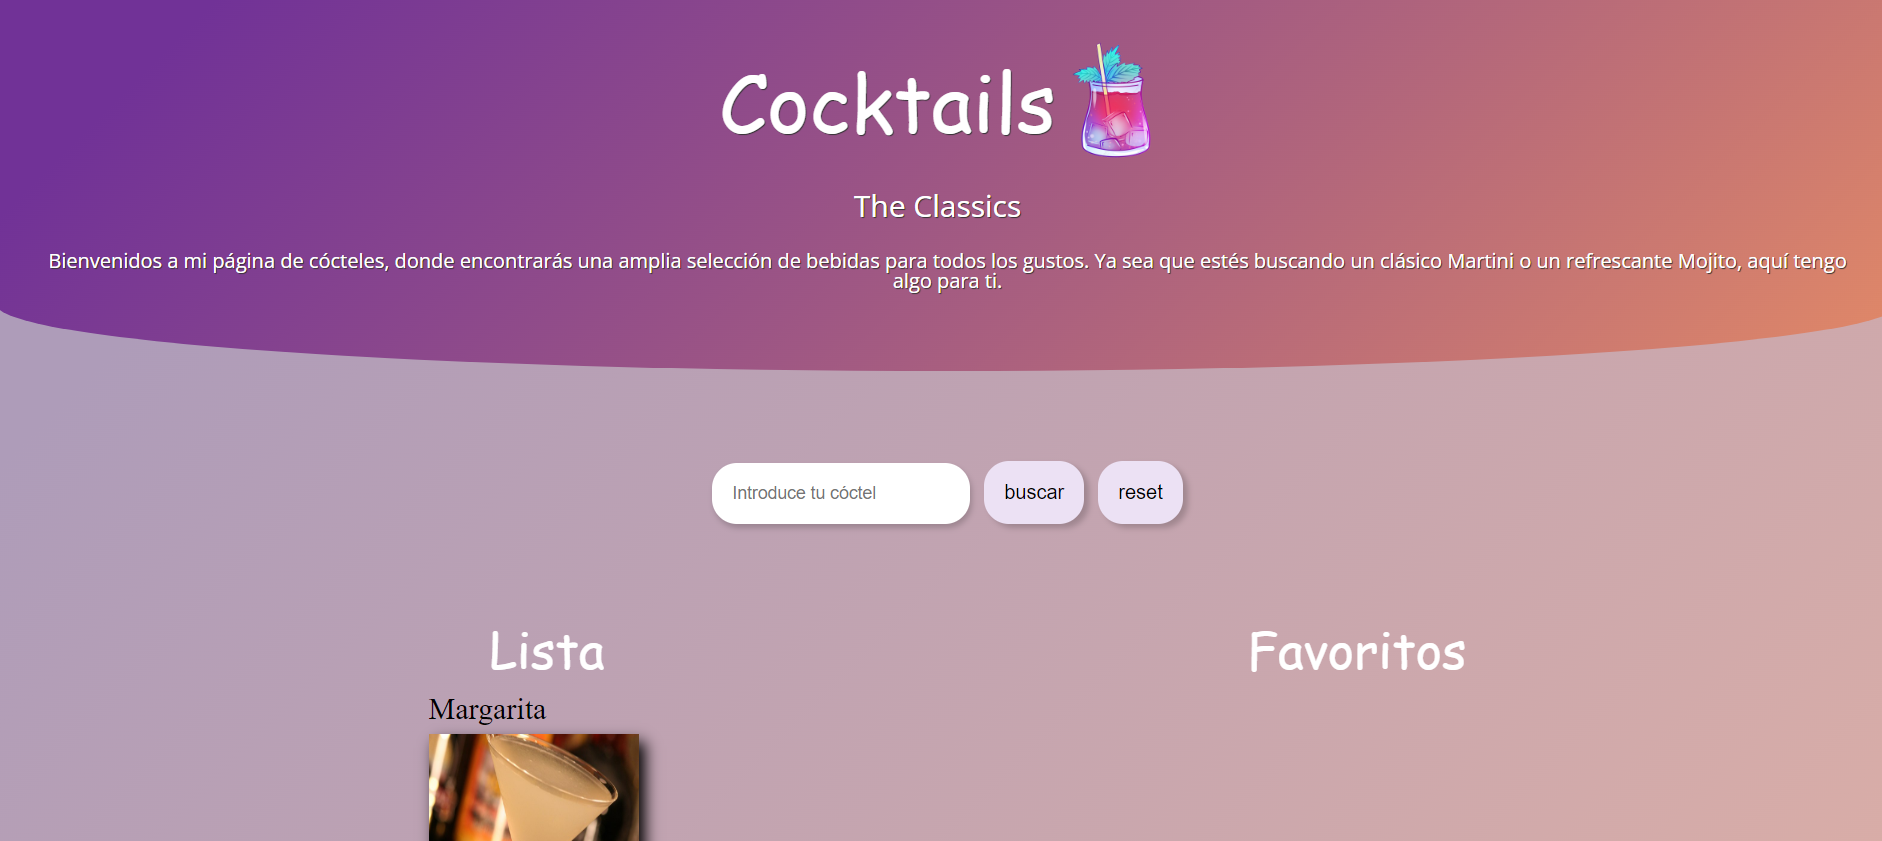 Cocktails
The Classics
Bienvenidos a mi página de cócteles, donde encontrarás una amplia selección de bebidas para todos los gustos. Ya sea que estés buscando un clásico Martini o un refrescante Mojito, aquí tengo
algo para ti.
Introduce tu cóctel buscar reset
Lista Favoritos
Margarita